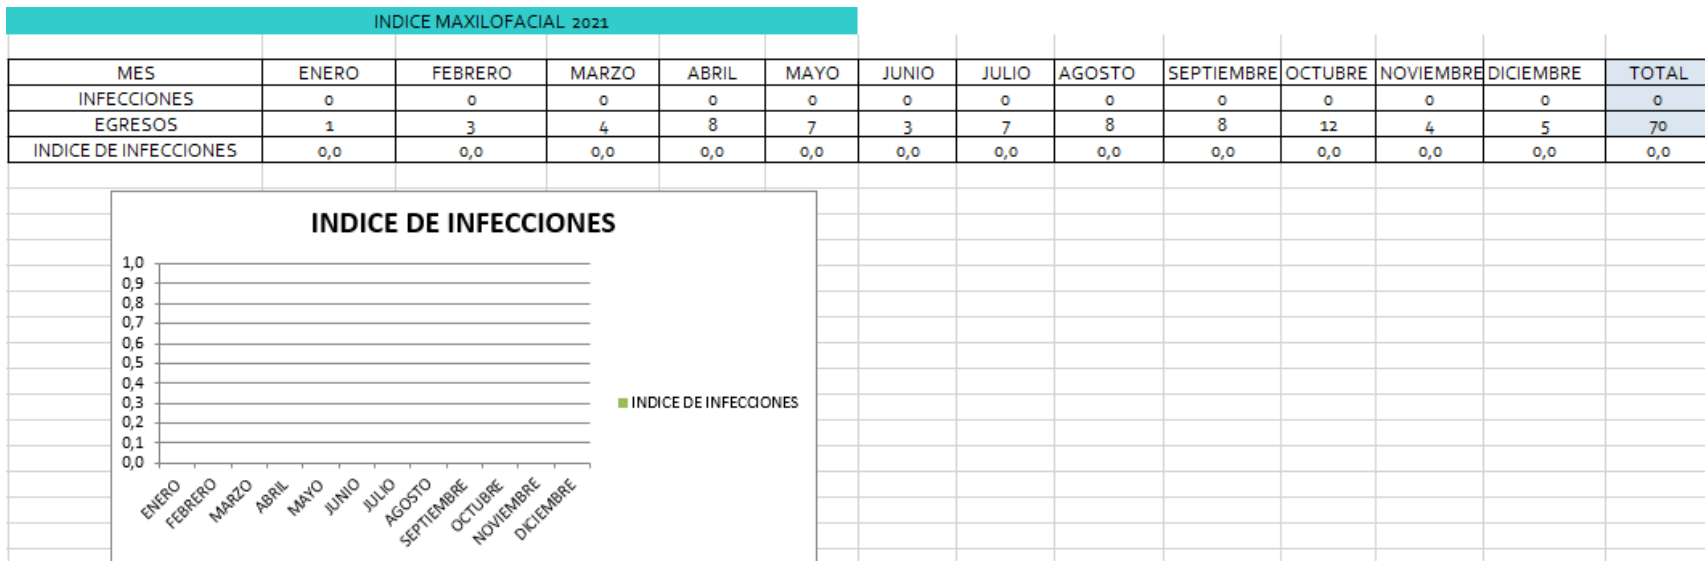 INDICE MAXILOFACIAL 2021
MES ENERO FEBRERO MARZO ABRIL MAYO JUNIO JULIO AGOSTO SEPTIEMBRE OCTUBRE NOVIEMBRE DICIEMBRE TOTAL
INFECCIONES 0 0 0 0 0 0 0 0 0 0 0 0 0
EGRESOS 1 3 4 8 7 3 7 8 8 12 4 5 70
INDICE DE INFECCIONES 0,0 0,0 0,0 0,0 0,0 0,0 0,0 0,0 0,0 0,0 0,0 0,0 0,0
INDICE DE INFECCIONES
1,0
0,9
0,8
0,7
0,6
0,5
0,4
0,3
0,2
0,1
0,0
INDICE DE INFECCIONES
ENERO
FEBRERO
MARZO
ABRIL
MAYO
JUNIO
JULIO
AGOSTO
SEPTIEMBRE
OCTUBRE
NOVIEMBRE
DICIEMBRE